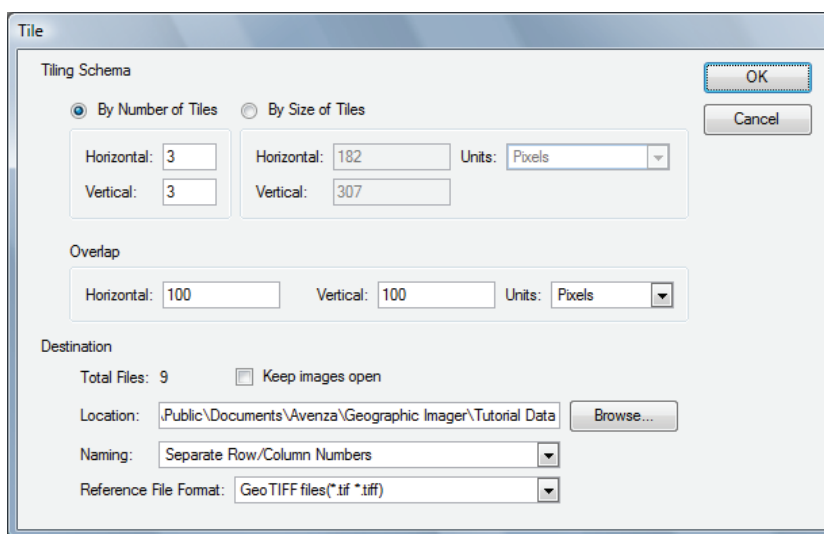 Tile
Tiling Schema
OK
By Number of Tiles By Size of Tiles
Cancel
Horizontal: 3 Horizontal: 182 Units: Pixels
Vertical: 3 Vertical: 307
Overlap
Horizontal: 100 Vertical: 100 Units: Pixels
Destination
Total Files: 9 Keep images open
Location: \Public\Documents\Avenza\Geographic Imager\Tutorial Data Browse...
Naming: Separate Row/Column Numbers
Reference File Format: GeoTIFF files(*.tif *.tiff)